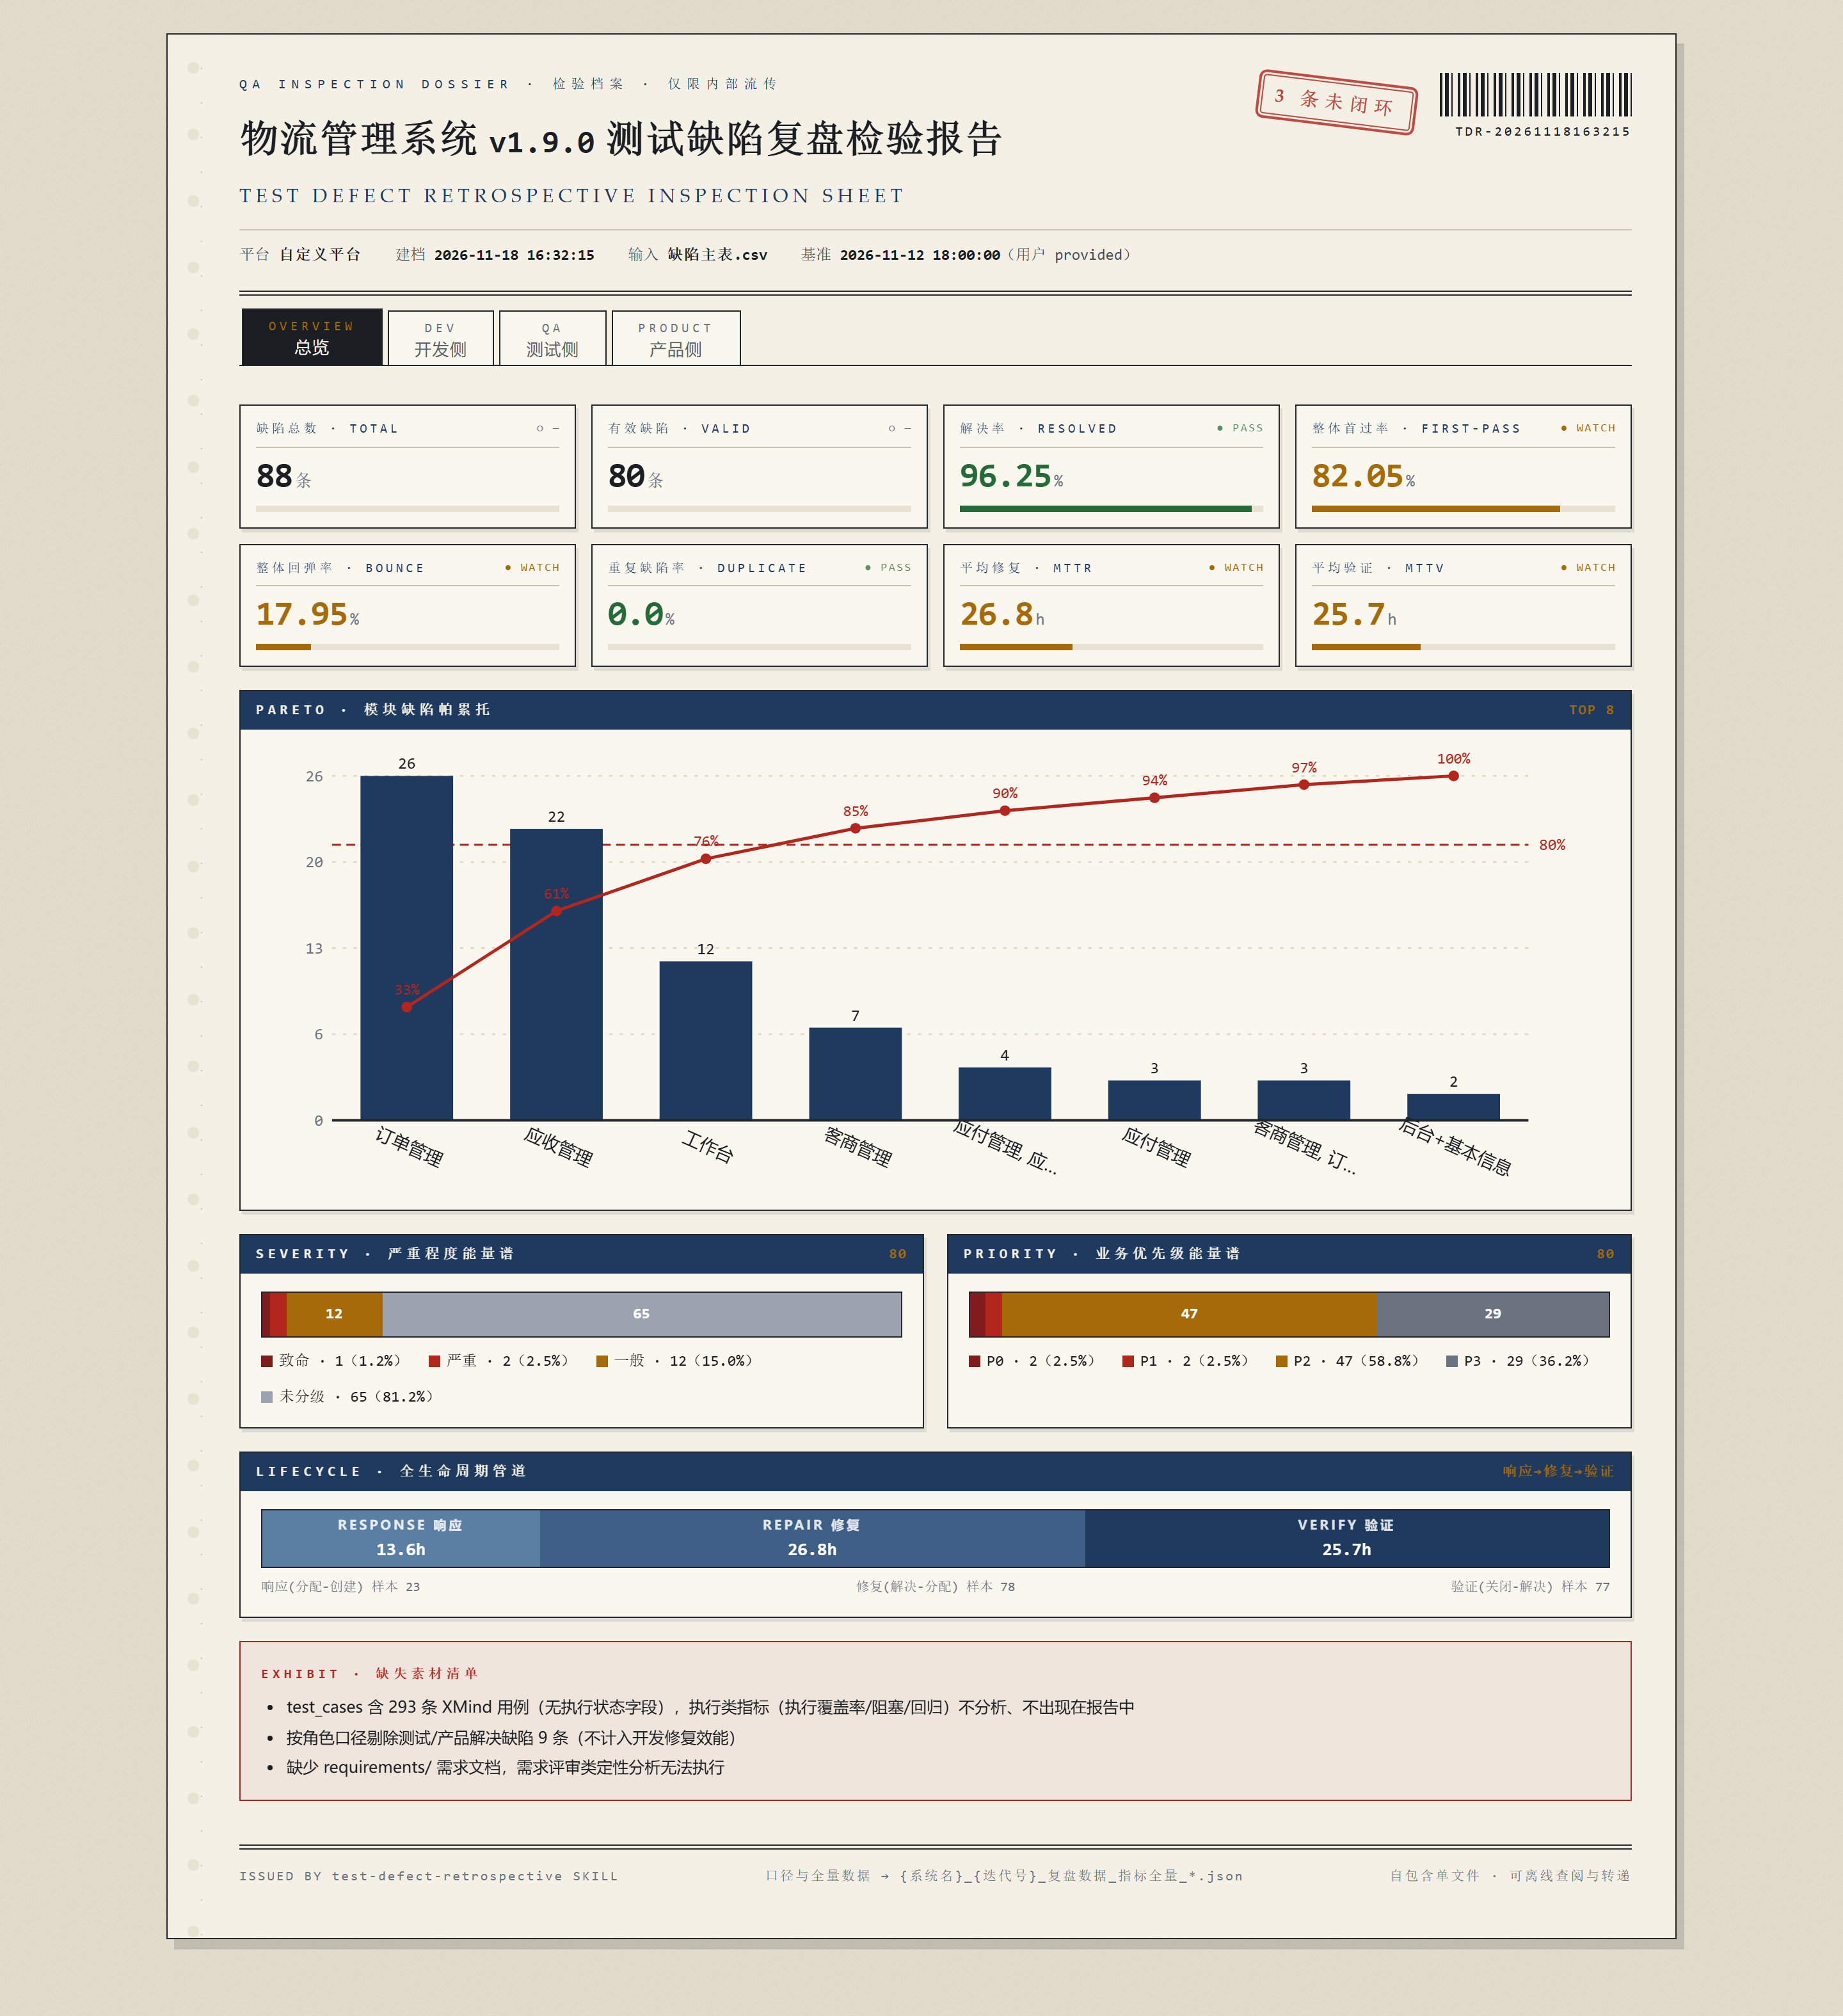 QA INSPECTION DOSSIER · 检验档案 · 仅限内部流传
3 条未闭环
TDR-20261118163215
物流管理系统 v1.9.0 测试缺陷复盘检验报告
TEST DEFECT RETROSPECTIVE INSPECTION SHEET
平台 自定义平台 建档 2026-11-18 16:32:15 输入 缺陷主表.csv 基准 2026-11-12 18:00:00（用户 provided）
OVERVIEW 总览
DEV 开发侧
QA 测试侧
PRODUCT 产品侧
缺陷总数 · TOTAL ○ —
88条
有效缺陷 · VALID ○ —
80条
解决率 · RESOLVED ● PASS
96.25%
整体首过率 · FIRST-PASS ● WATCH
82.05%
整体回弹率 · BOUNCE ● WATCH
17.95%
重复缺陷率 · DUPLICATE ● PASS
0.0%
平均修复 · MTTR ● WATCH
26.8h
平均验证 · MTTV ● WATCH
25.7h
PARETO · 模块缺陷帕累托 TOP 8
26
20
13
6
0
26
22
12
7
4
3
3
2
33%
61%
76%
85%
90%
94%
97%
100%
80%
订单管理
应收管理
工作台
客商管理
应付管理, 应…
应付管理
客商管理, 订…
后台+基本信息
SEVERITY · 严重程度能量谱 80
12 65
致命 · 1（1.2%） 严重 · 2（2.5%） 一般 · 12（15.0%）
未分级 · 65（81.2%）
PRIORITY · 业务优先级能量谱 80
47 29
P0 · 2（2.5%） P1 · 2（2.5%） P2 · 47（58.8%） P3 · 29（36.2%）
LIFECYCLE · 全生命周期管道 响应→修复→验证
RESPONSE 响应 REPAIR 修复 VERIFY 验证
13.6h 26.8h 25.7h
响应(分配-创建) 样本 23 修复(解决-分配) 样本 78 验证(关闭-解决) 样本 77
EXHIBIT · 缺失素材清单
• test_cases 含 293 条 XMind 用例（无执行状态字段），执行类指标（执行覆盖率/阻塞/回归）不分析、不出现在报告中
• 按角色口径剔除测试/产品解决缺陷 9 条（不计入开发修复效能）
• 缺少 requirements/ 需求文档，需求评审类定性分析无法执行
ISSUED BY test-defect-retrospective SKILL 口径与全量数据 → {系统名}_{迭代号}_复盘数据_指标全量_*.json 自包含单文件 · 可离线查阅与转递